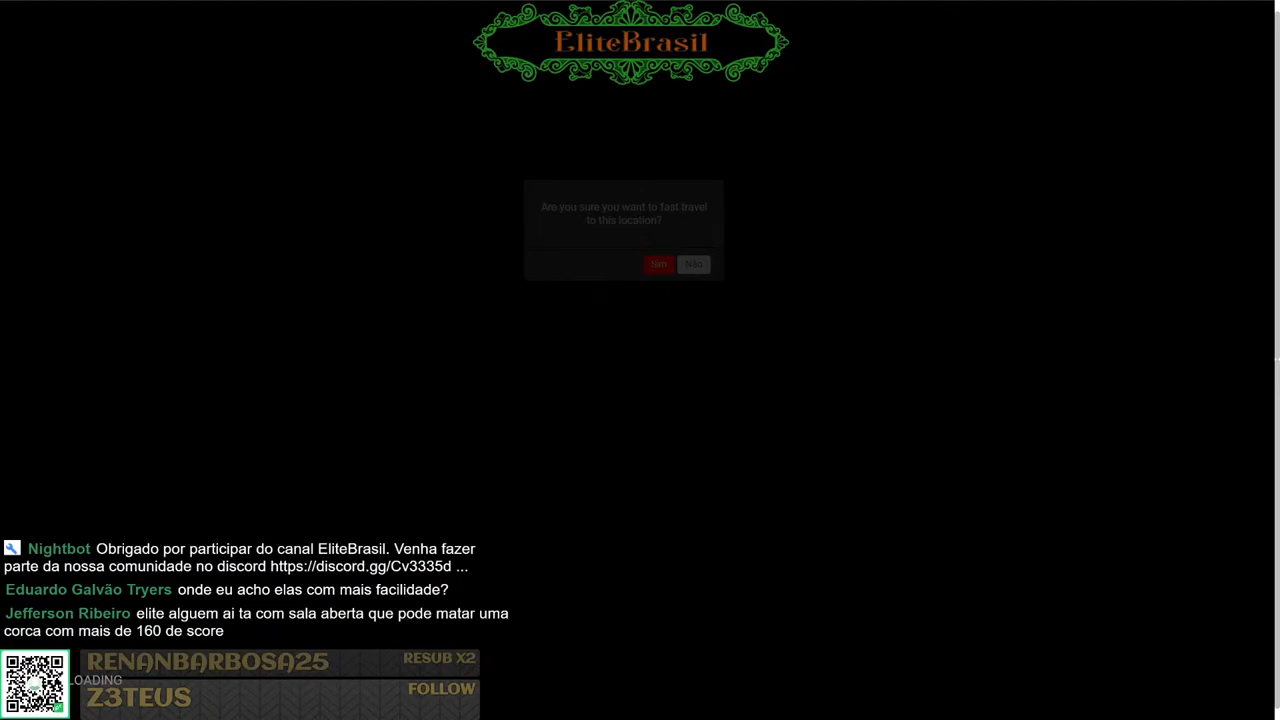 EliteBrasil
Are you sure you want to fast travel
to this location?
Sim Não
Nightbot Obrigado por participar do canal EliteBrasil. Venha fazer
parte da nossa comunidade no discord https://discord.gg/Cv3335d ...
Eduardo Galvão Tryers onde eu acho elas com mais facilidade?
Jefferson Ribeiro elite alguem ai ta com sala aberta que pode matar uma
corca com mais de 160 de score
RENANBARBOSA25 RESUB X2
LOADING
Z3TEUS FOLLOW